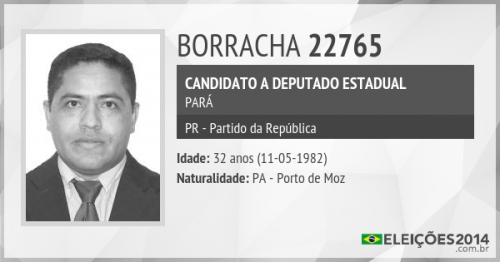 BORRACHA 22765
CANDIDATO A DEPUTADO ESTADUAL
PARÁ
PR - Partido da República
Idade: 32 anos (11-05-1982)
Naturalidade: PA - Porto de Moz
ELEIÇÕES2014
.com.br